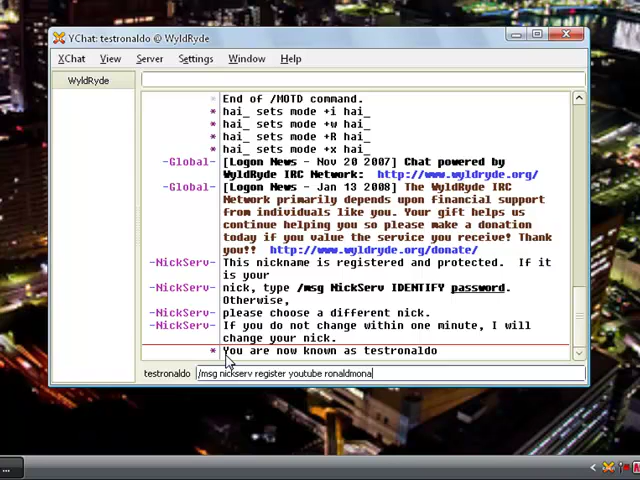 YChat: testronaldo @ WyldRyde
XChat View Server Settings Window Help
WyldRyde
* End of /MOTD command.
* hai_ sets mode +i hai_
* hai_ sets mode +w hai_
* hai_ sets mode +R hai_
* hai_ sets mode +x hai_
-Global- [Logon News - Nov 20 2007] Chat powered by
WyldRyde IRC Network: http://www.wyldryde.org/
-Global- [Logon News - Jan 13 2008] The WyldRyde IRC
Network primarily depends upon financial support
from individuals like you. Your gift helps us
continue helping you so please make a donation
today if you value the service you receive! Thank
you!! http://www.wyldryde.org/donate/
-NickServ- This nickname is registered and protected. If it
is your
-NickServ- nick, type /msg NickServ IDENTIFY password.
Otherwise,
-NickServ- please choose a different nick.
-NickServ- If you do not change within one minute, I will
change your nick.
* You are now known as testronaldo
testronaldo /msg nickserv register youtube ronaldmona
...